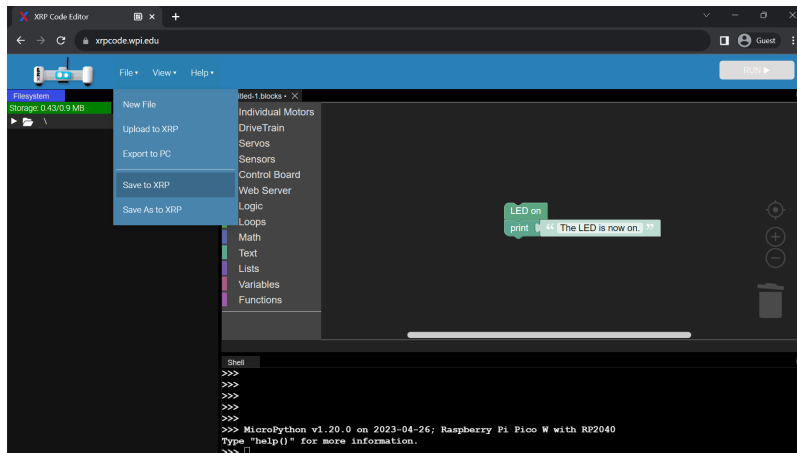 XRP Code Editor
xrpcode.wpi.edu
Guest
XRP
File
View
Help
RUN
Filesystem
Storage: 0.43/0.9 MB
\
New File
Upload to XRP
Export to PC
Save to XRP
Save As to XRP
itled-1.blocks
Individual Motors
DriveTrain
Servos
Sensors
Control Board
Web Server
Logic
Loops
Math
Text
Lists
Variables
Functions
LED on
print “ The LED is now on. ”
Shell
>>>
>>>
>>>
>>>
>>>
>>> MicroPython v1.20.0 on 2023-04-26; Raspberry Pi Pico W with RP2040
Type "help()" for more information.
>>>